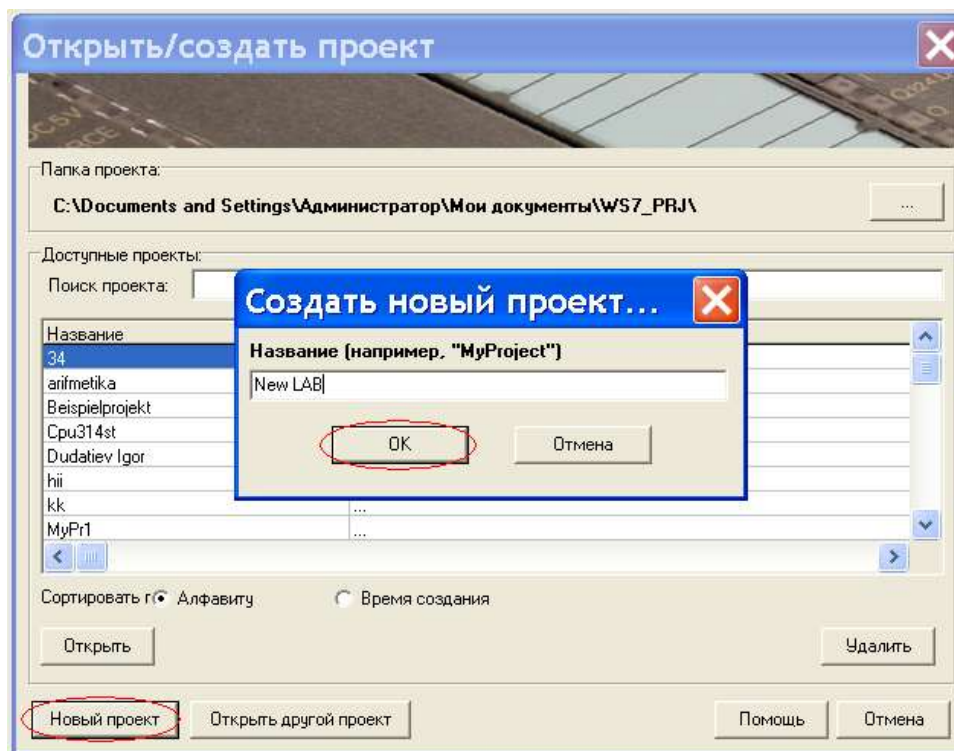 Открыть/создать проект
Папка проекта:
C:\Documents and Settings\Администратор\Мои документы\WS7_PRJ\
...
Доступные проекты:
Поиск проекта:
Создать новый проект...
Название (например, "MyProject")
New LAB
OK
Отмена
Название
34
arifmetika
Beispielprojekt
Cpu314st
Dudatiev Igor
hii
kk ...
MyPr1 ...
Сортировать п Алфавиту Время создания
Открыть Удалить
Новый проект Открыть другой проект Помощь Отмена